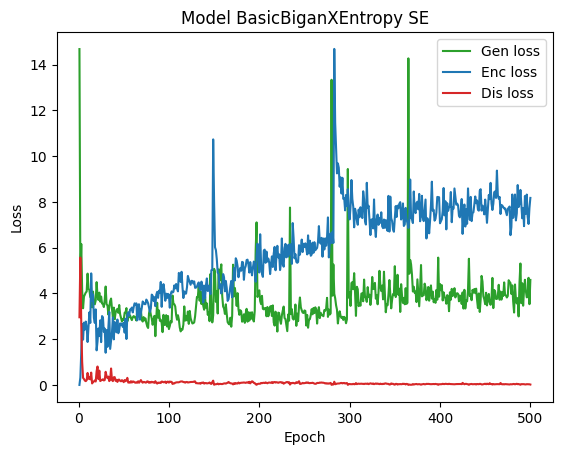 Model BasicBiganXEntropy SE
Gen loss
Enc loss
Dis loss
Loss
14
12
10
8
6
4
2
0
0 100 200 300 400 500
Epoch